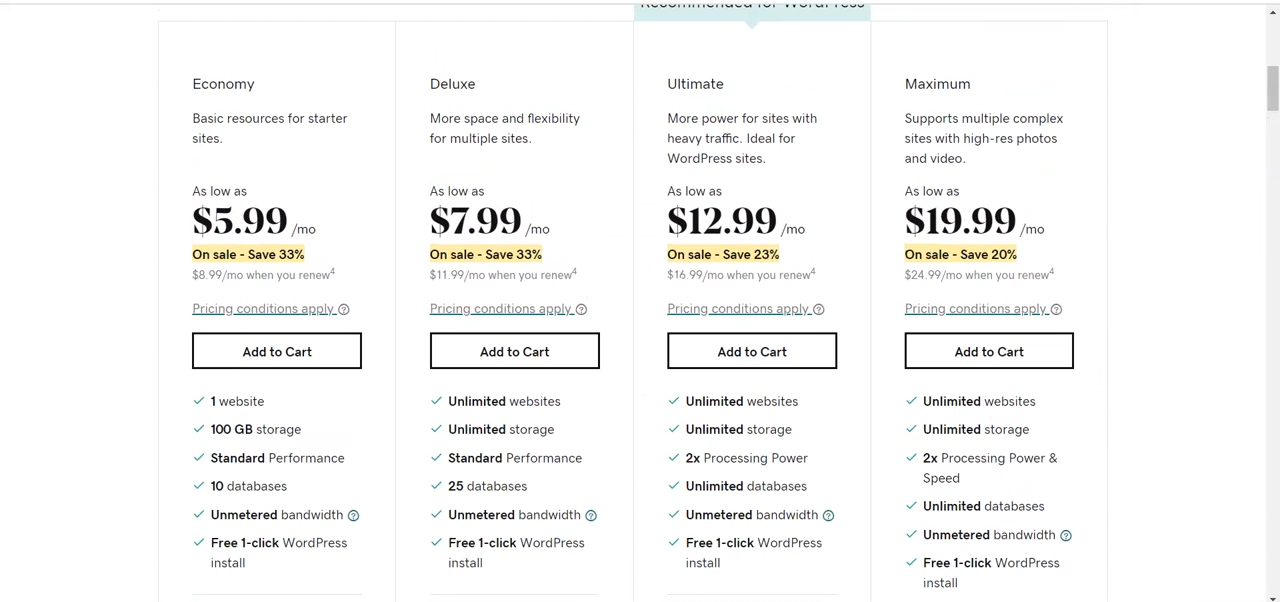 Recommended for WordPress
Economy
Basic resources for starter
sites.
As low as
$5.99 /mo
On sale - Save 33%
$8.99/mo when you renew4
Pricing conditions apply
Add to Cart
1 website
100 GB storage
Standard Performance
10 databases
Unmetered bandwidth
Free 1-click WordPress
install
Deluxe
More space and flexibility
for multiple sites.
As low as
$7.99 /mo
On sale - Save 33%
$11.99/mo when you renew4
Pricing conditions apply
Add to Cart
Unlimited websites
Unlimited storage
Standard Performance
25 databases
Unmetered bandwidth
Free 1-click WordPress
install
Ultimate
More power for sites with
heavy traffic. Ideal for
WordPress sites.
As low as
$12.99 /mo
On sale - Save 23%
$16.99/mo when you renew4
Pricing conditions apply
Add to Cart
Unlimited websites
Unlimited storage
2x Processing Power
Unlimited databases
Unmetered bandwidth
Free 1-click WordPress
install
Maximum
Supports multiple complex
sites with high-res photos
and video.
As low as
$19.99 /mo
On sale - Save 20%
$24.99/mo when you renew4
Pricing conditions apply
Add to Cart
Unlimited websites
Unlimited storage
2x Processing Power &
Speed
Unlimited databases
Unmetered bandwidth
Free 1-click WordPress
install